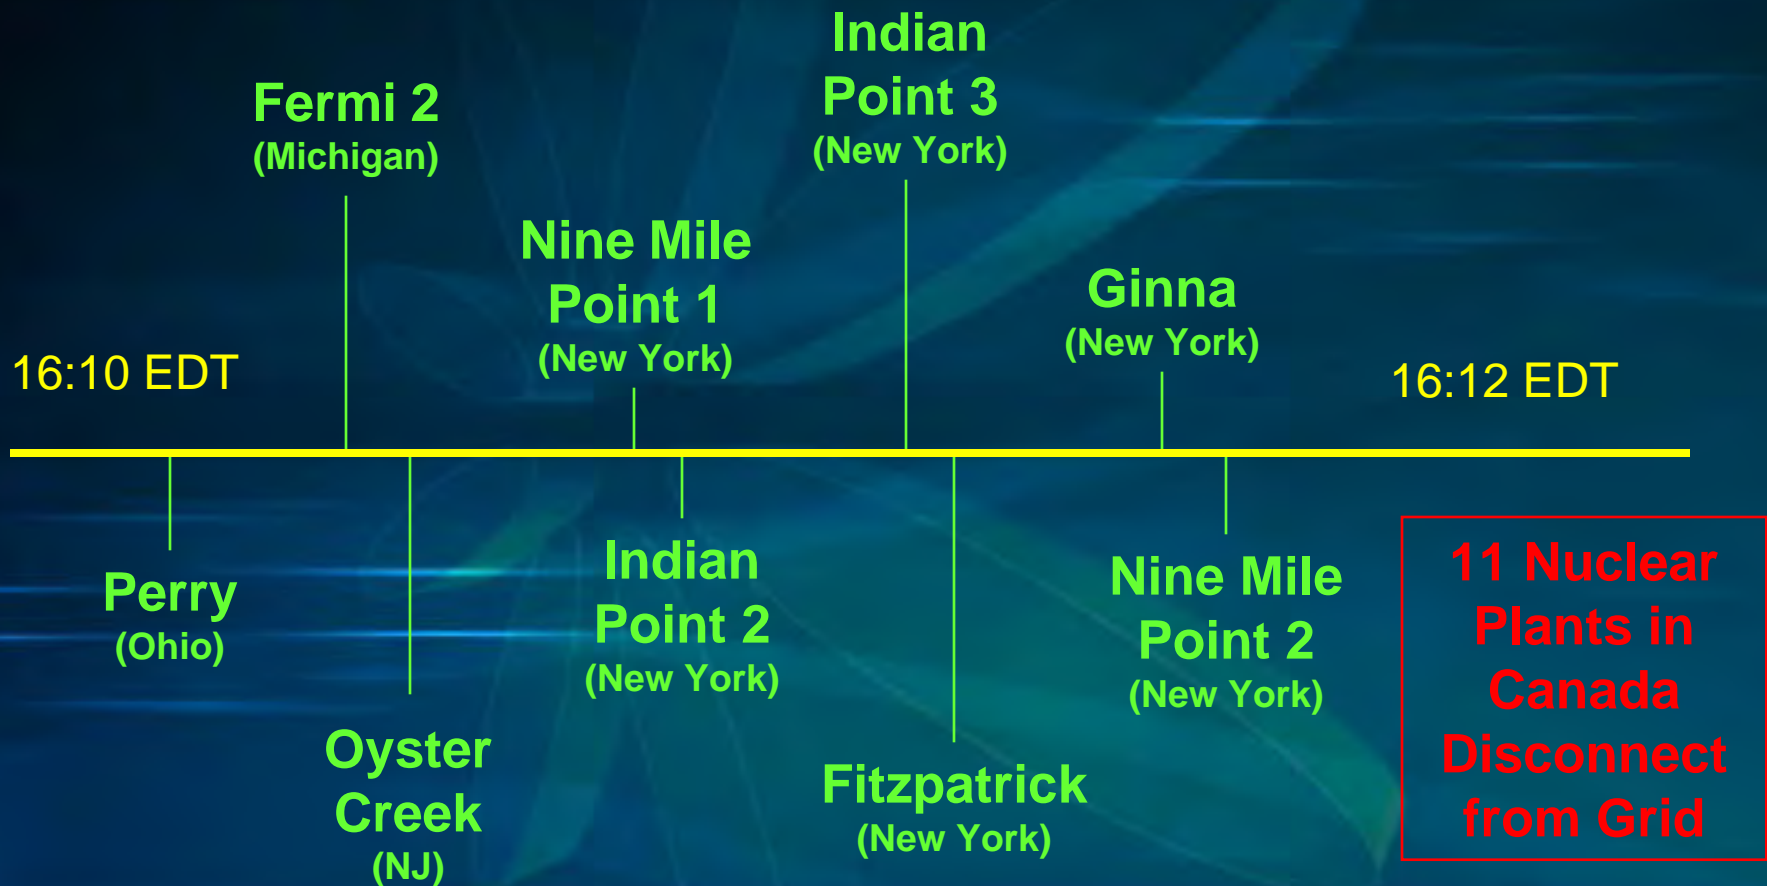 Indian
Point 3
(New York)
Fermi 2
(Michigan)
Nine Mile
Point 1
(New York)
Ginna
(New York)
16:10 EDT
16:12 EDT
Perry
(Ohio)
Oyster
Creek
(NJ)
Indian
Point 2
(New York)
Fitzpatrick
(New York)
Nine Mile
Point 2
(New York)
11 Nuclear
Plants in
Canada
Disconnect
from Grid